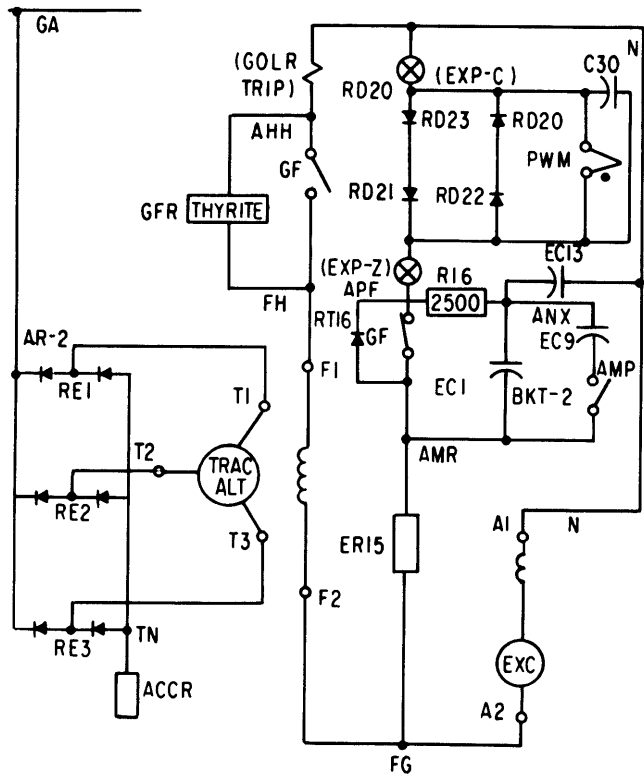 GA
N
(GOLR
TRIP)
RD20
(EXP-C)
C30
AHH
RD23
RD20
GF
PWM
GFR
THYRITE
RD21
RD22
(EXP-Z)
EC13
APF
R16
FH
2500
ANX
RT16
GF
EC9
AR-2
F1
EC1
BKT-2
AMP
RE1
T1
T2
TRAC
ALT
AMR
RE2
T3
ER15
A1
N
F2
RE3
TN
EXC
ACCR
A2
FG